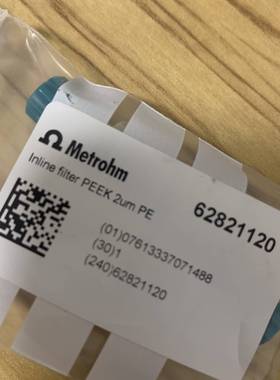 Metrohm
Inline filter PEEK 2um PE
62821120
(01)07613337071488
(30)1
(240)62821120